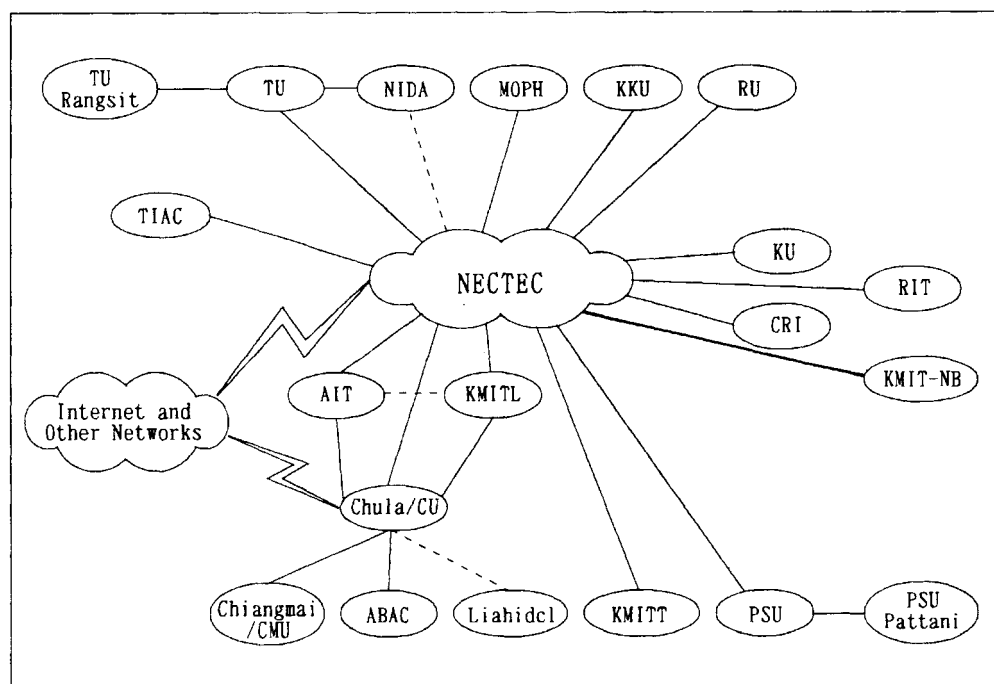 TU
Rangsit
TU
NIDA
MOPH
KKU
RU
TIAC
KU
NECTEC
RIT
CRI
KMIT-NB
AIT
KMITL
Internet and
Other Networks
Chula/CU
Chiangmai
/CMU
ABAC
Liahidcl
KMITT
PSU
PSU
Pattani